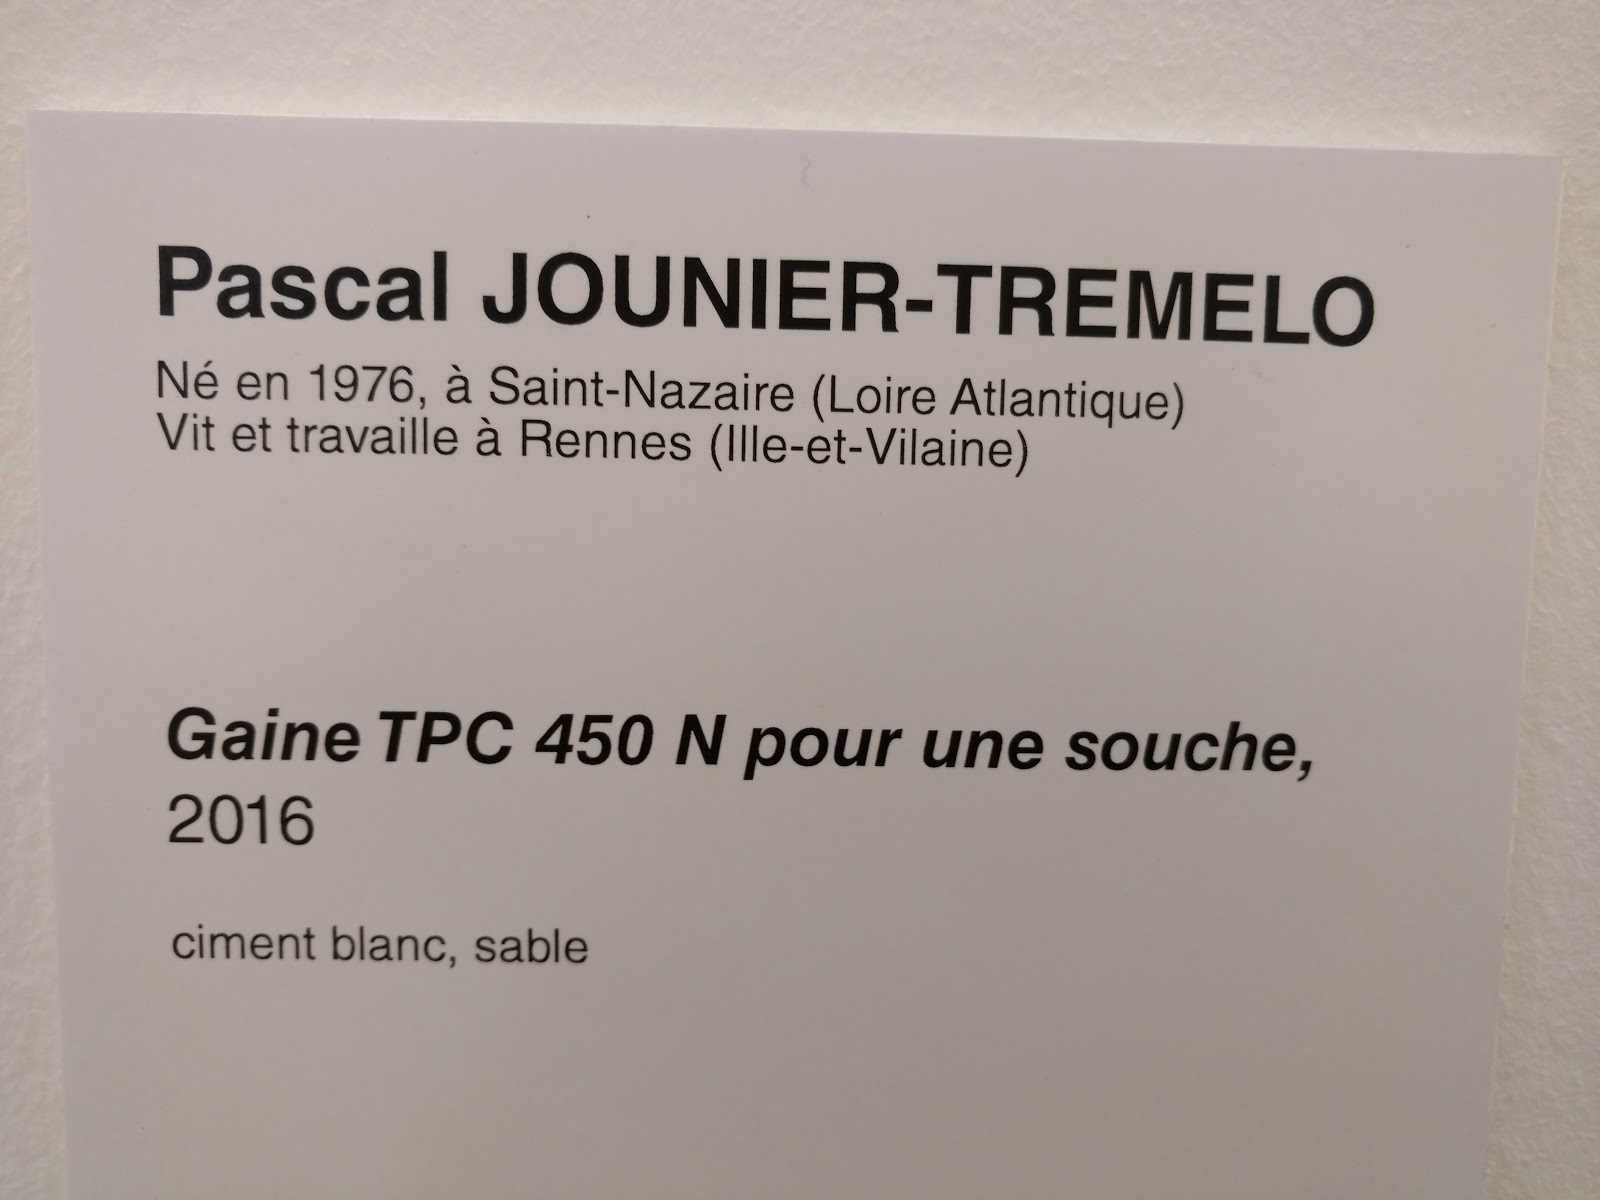 Pascal JOUNIER-TREMELO
Né en 1976, à Saint-Nazaire (Loire Atlantique)
Vit et travaille à Rennes (Ille-et-Vilaine)
Gaine TPC 450 N pour une souche,
2016
ciment blanc, sable